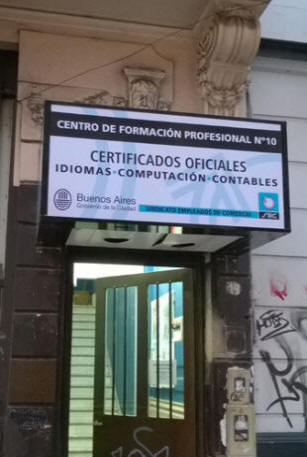 CENTRO DE FORMACIÓN PROFESIONAL Nº10
CERTIFICADOS OFICIALES
IDIOMAS•COMPUTACIÓN•CONTABLES
Buenos Aires
Gobierno de la Ciudad
SINDICATO EMPLEADOS DE COMERCIO
SEC